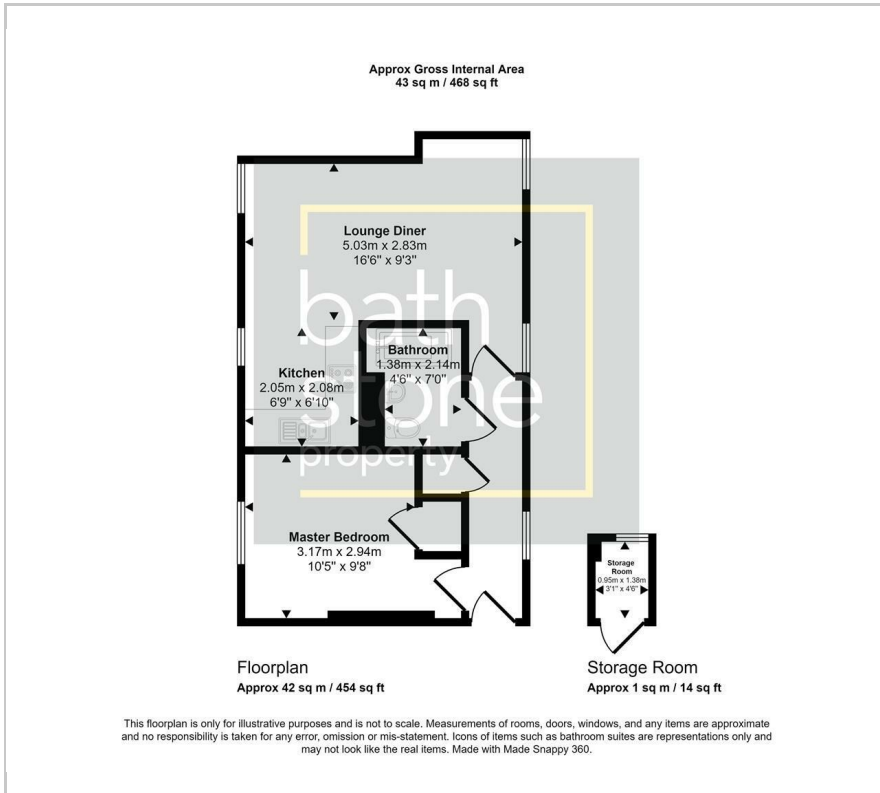 Approx Gross Internal Area
43 sq m / 468 sq ft
Lounge Diner
5.03m x 2.83m
16'6" x 9'3"
bath
stone
property
Bathroom
1.38m x 2.14m
4'6" x 7'0"
Kitchen
2.05m x 2.08m
6'9" x 6'10"
Master Bedroom
3.17m x 2.94m
10'5" x 9'8"
Storage
Room
0.95m x 1.38m
3'1" x 4'6"
Floorplan
Approx 42 sq m / 454 sq ft
Storage Room
Approx 1 sq m / 14 sq ft
This floorplan is only for illustrative purposes and is not to scale. Measurements of rooms, doors, windows, and any items are approximate
and no responsibility is taken for any error, omission or mis-statement. Icons of items such as bathroom suites are representations only and
may not look like the real items. Made with Made Snappy 360.